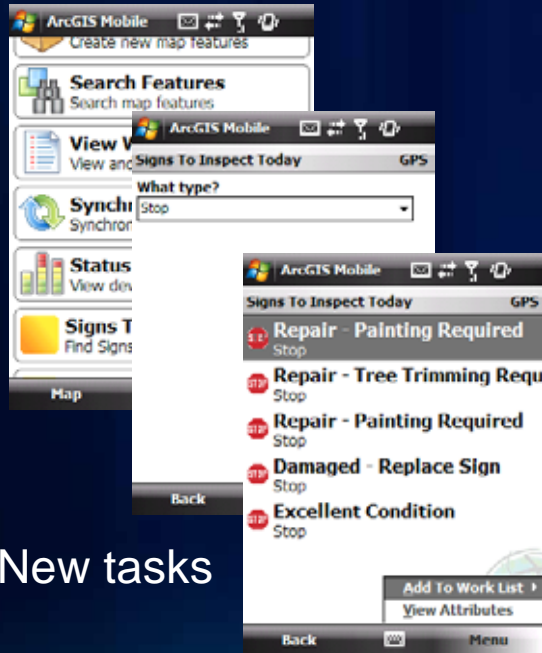 ArcGIS Mobile
Create new map features
Search Features
Search map features
View
View and
Synchr
Synchron
Status
View dev
Signs T
Find Signs
Map
ArcGIS Mobile
Signs To Inspect Today GPS
What type?
Stop
Back
ArcGIS Mobile
Signs To Inspect Today GPS
Repair - Painting Required
Stop
Repair - Tree Trimming Requ
Stop
Repair - Painting Required
Stop
Damaged - Replace Sign
Stop
Excellent Condition
Stop
Add To Work List
View Attributes
Back Menu
New tasks